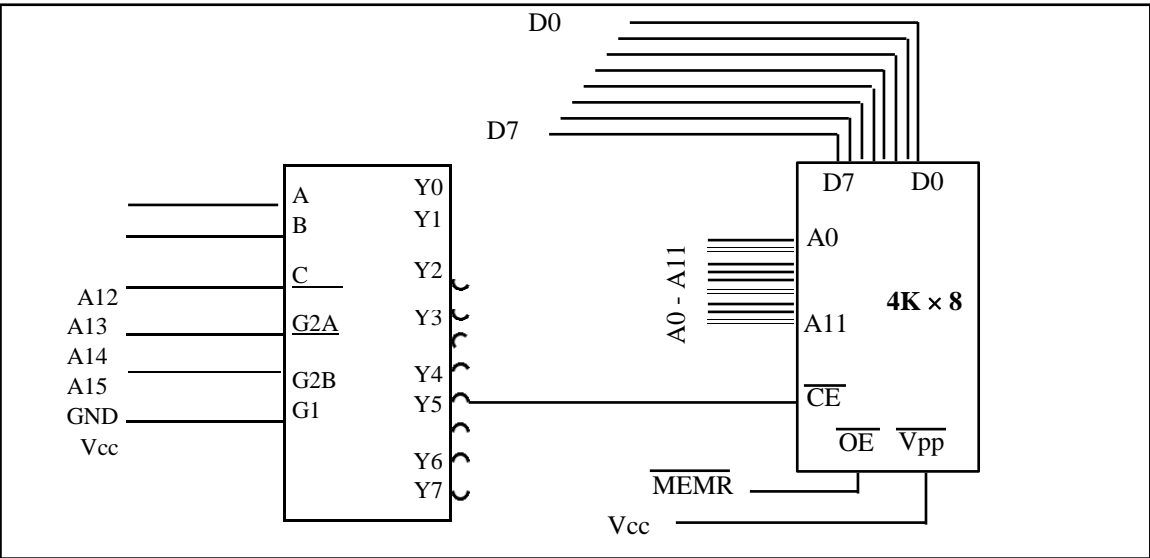 D0
D7
D7 D0
A
B
C
G2A
G2B
G1
Y0
Y1
Y2
Y3
Y4
Y5
Y6
Y7
A12
A13
A14
A15
GND
Vcc
A0 - A11
A0
A11
4K × 8
CE
OE Vpp
MEMR
Vcc